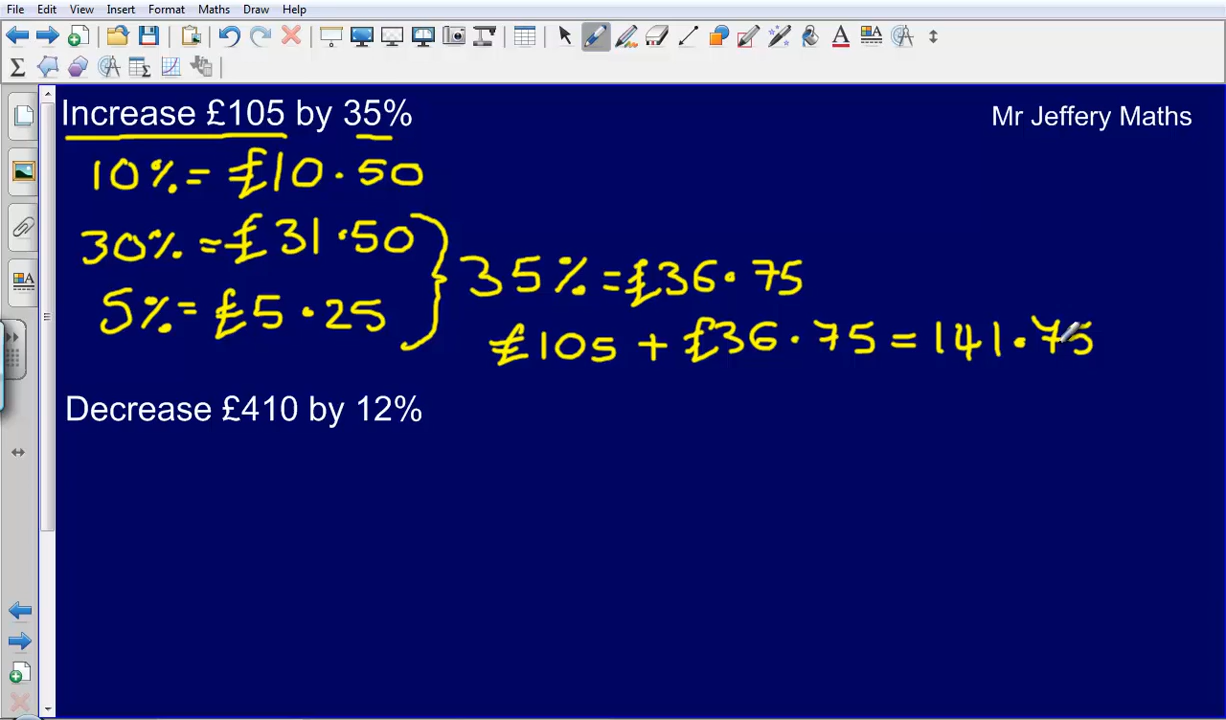 File Edit View Insert Format Maths Draw Help
Increase £105 by 35%
Mr Jeffery Maths
10% = £10.50
30% = £31.50
5% = £5.25
35% = £36.75
£105 + £36.75 = 141.75
Decrease £410 by 12%